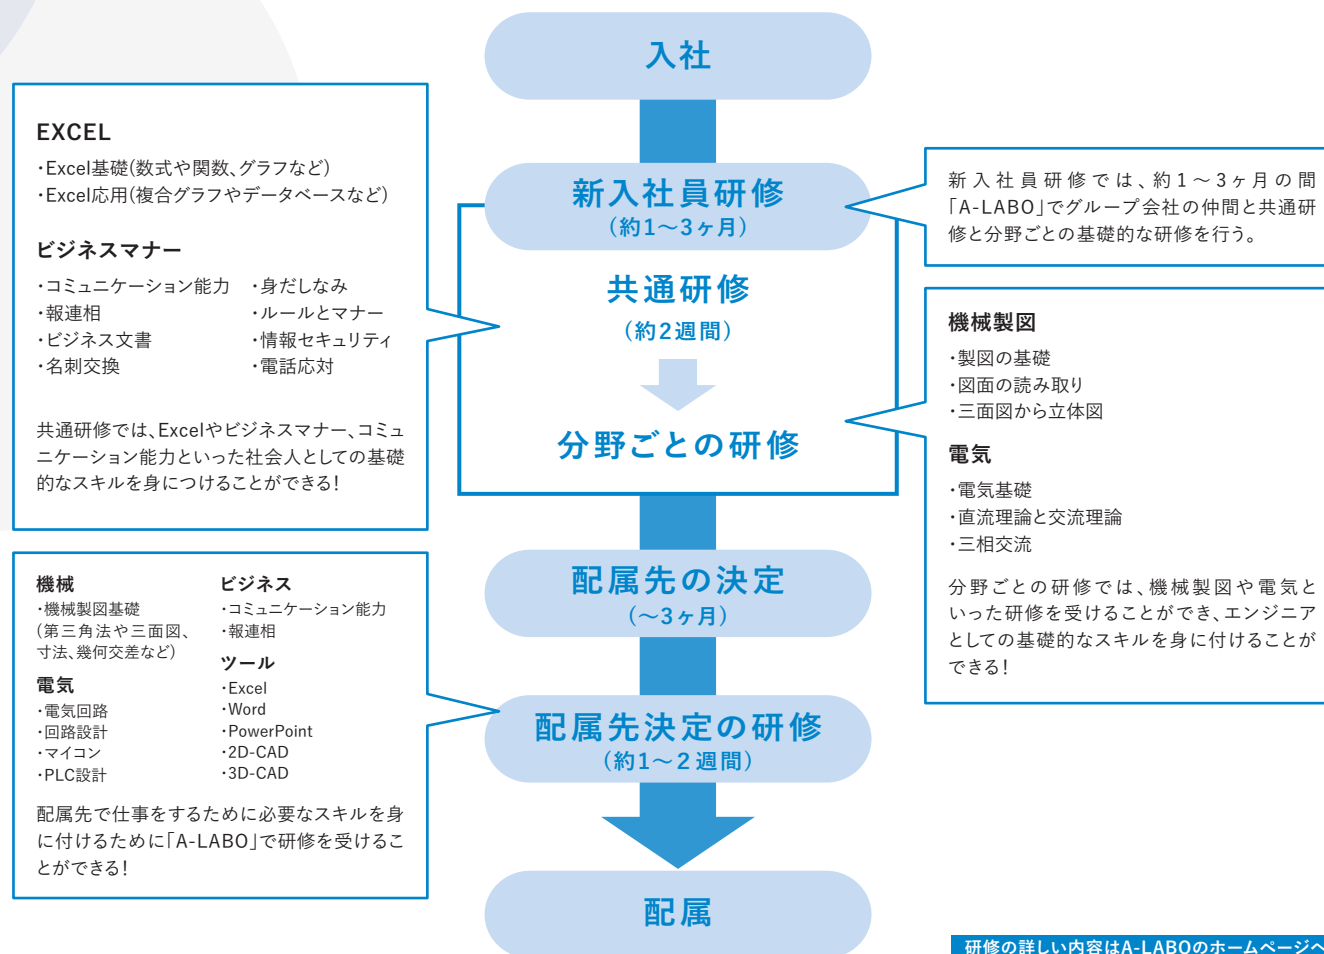 入社
新入社員研修
(約1～3ヶ月)
共通研修
(約2週間)
分野ごとの研修
配属先の決定
(～3ヶ月)
配属先決定の研修
(約1～２週間)
配属
EXCEL
・Excel基礎(数式や関数、グラフなど)
・Excel応用(複合グラフやデータベースなど)
ビジネスマナー
・コミュニケーション能力 ・身だしなみ
・報連相 ・ルールとマナー
・ビジネス文書 ・情報セキュリティ
・名刺交換 ・電話応対
共通研修では、Excelやビジネスマナー、コミュ
ニケーション能力といった社会人としての基礎
的なスキルを身につけることができる！
新入社員研修では、約1～3ヶ月の間
「A-LABO」でグループ会社の仲間と共通研
修と分野ごとの基礎的な研修を行う。
機械製図
・製図の基礎
・図面の読み取り
・三面図から立体図
電気
・電気基礎
・直流理論と交流理論
・三相交流
分野ごとの研修では、機械製図や電気と
いった研修を受けることができ、エンジニア
としての基礎的なスキルを身に付けることが
できる！
機械
・機械製図基礎
(第三角法や三面図、
寸法、幾何交差など)
電気
・電気回路
・回路設計
・マイコン
・PLC設計
ビジネス
・コミュニケーション能力
・報連相
ツール
・Excel
・Word
・PowerPoint
・2D-CAD
・3D-CAD
配属先で仕事をするために必要なスキルを身
に付けるために「A-LABO」で研修を受けるこ
とができる！
研修の詳しい内容はA-LABOのホームページへ